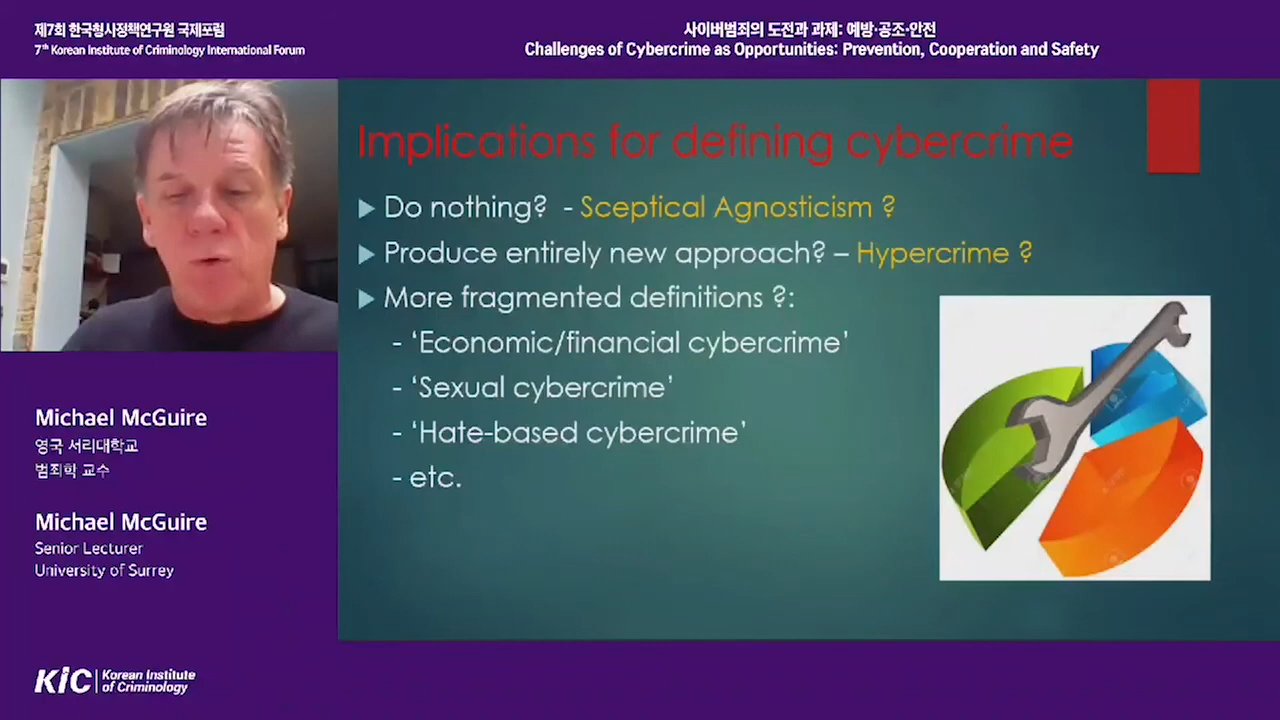 제7회 한국형사정책연구원 국제포럼
7th Korean Institute of Criminology International Forum
사이버범죄의 도전과 과제: 예방·공조·안전
Challenges of Cybercrime as Opportunities: Prevention, Cooperation and Safety
Implications for defining cybercrime
Do nothing? - Sceptical Agnosticism ?
Produce entirely new approach? – Hypercrime ?
More fragmented definitions ?:
- ‘Economic/financial cybercrime’
- ‘Sexual cybercrime’
- ‘Hate-based cybercrime’
- etc.
Michael McGuire
영국 서리대학교
범죄학 교수
Michael McGuire
Senior Lecturer
University of Surrey
KiC Korean Institute
of Criminology